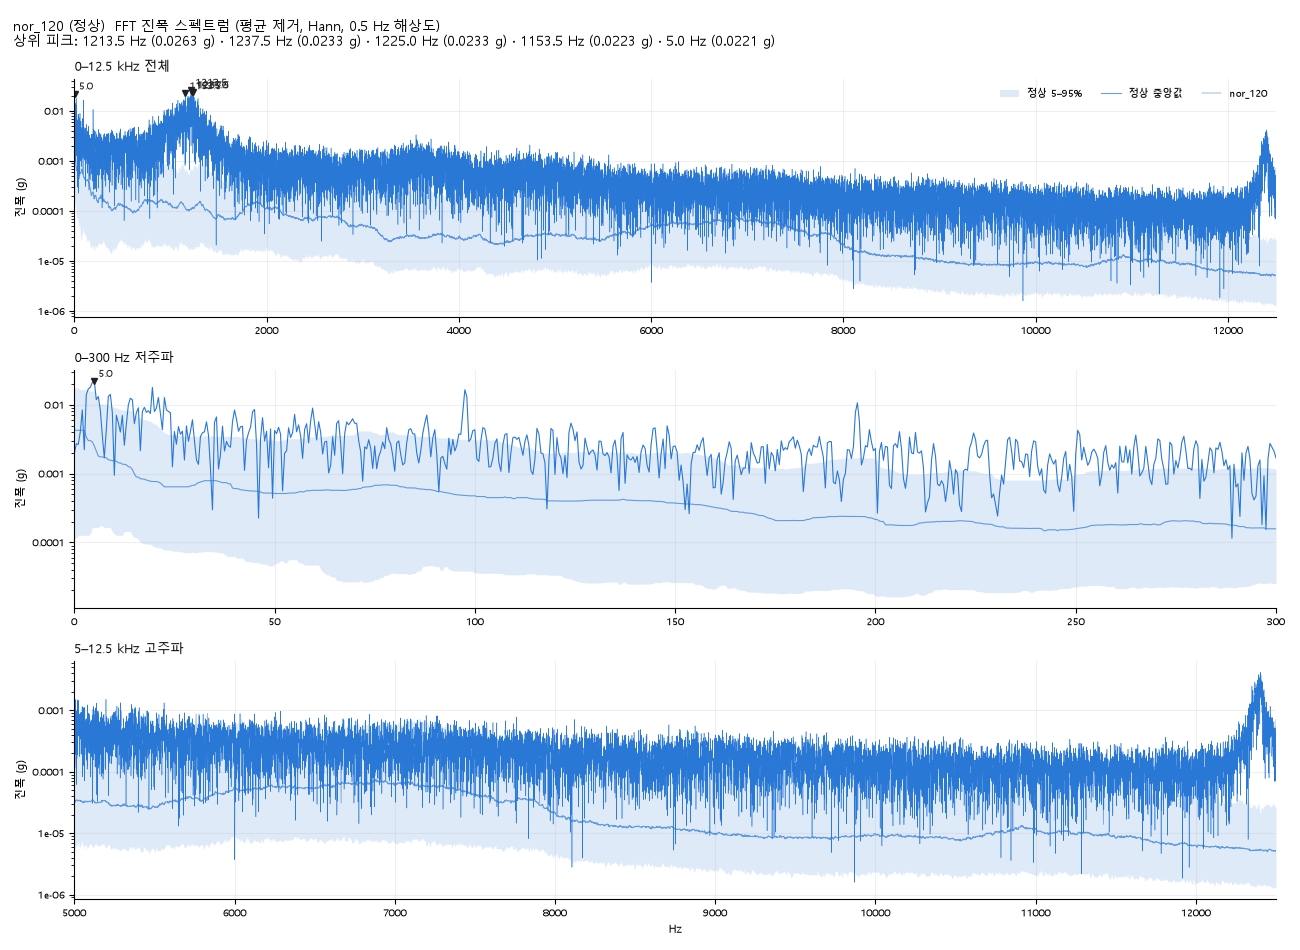 nor_120 (정상)  FFT 진폭 스펙트럼 (평균 제거, Hann, 0.5 Hz 해상도)
상위 피크: 1213.5 Hz (0.0263 g) · 1237.5 Hz (0.0233 g) · 1225.0 Hz (0.0233 g) · 1153.5 Hz (0.0223 g) · 5.0 Hz (0.0221 g)
0–12.5 kHz 전체
5.0
1213.5
정상 5–95%
정상 중앙값
nor_120
진폭 (g)
0.01
0.001
0.0001
1e-05
1e-06
0 2000 4000 6000 8000 10000 12000
0–300 Hz 저주파
5.0
진폭 (g)
0.01
0.001
0.0001
0 50 100 150 200 250 300
5–12.5 kHz 고주파
진폭 (g)
0.001
0.0001
1e-05
1e-06
5000 6000 7000 8000 9000 10000 11000 12000
Hz